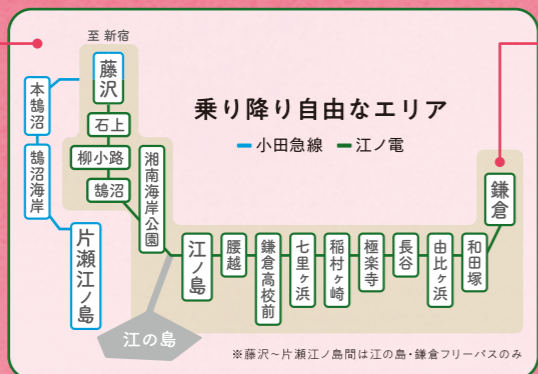 至 新宿
藤沢
本鵠沼
鵠沼海岸
片瀬江ノ島
石上
柳小路
鵠沼
湘南海岸公園
乗り降り自由なエリア
小田急線 江ノ電
江ノ島
腰越
鎌倉高校前
七里ヶ浜
稲村ヶ崎
極楽寺
長谷
由比ヶ浜
和田塚
鎌倉
江の島
※藤沢～片瀬江ノ島間は江の島・鎌倉フリーパスのみ